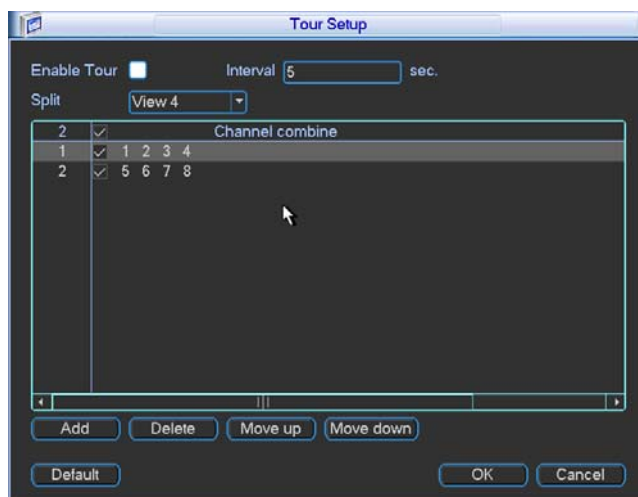 Tour Setup
Enable Tour Interval 5 sec.
Split View 4
2 Channel combine
1 1 2 3 4
2 5 6 7 8
Add Delete Move up Move down
Default OK Cancel